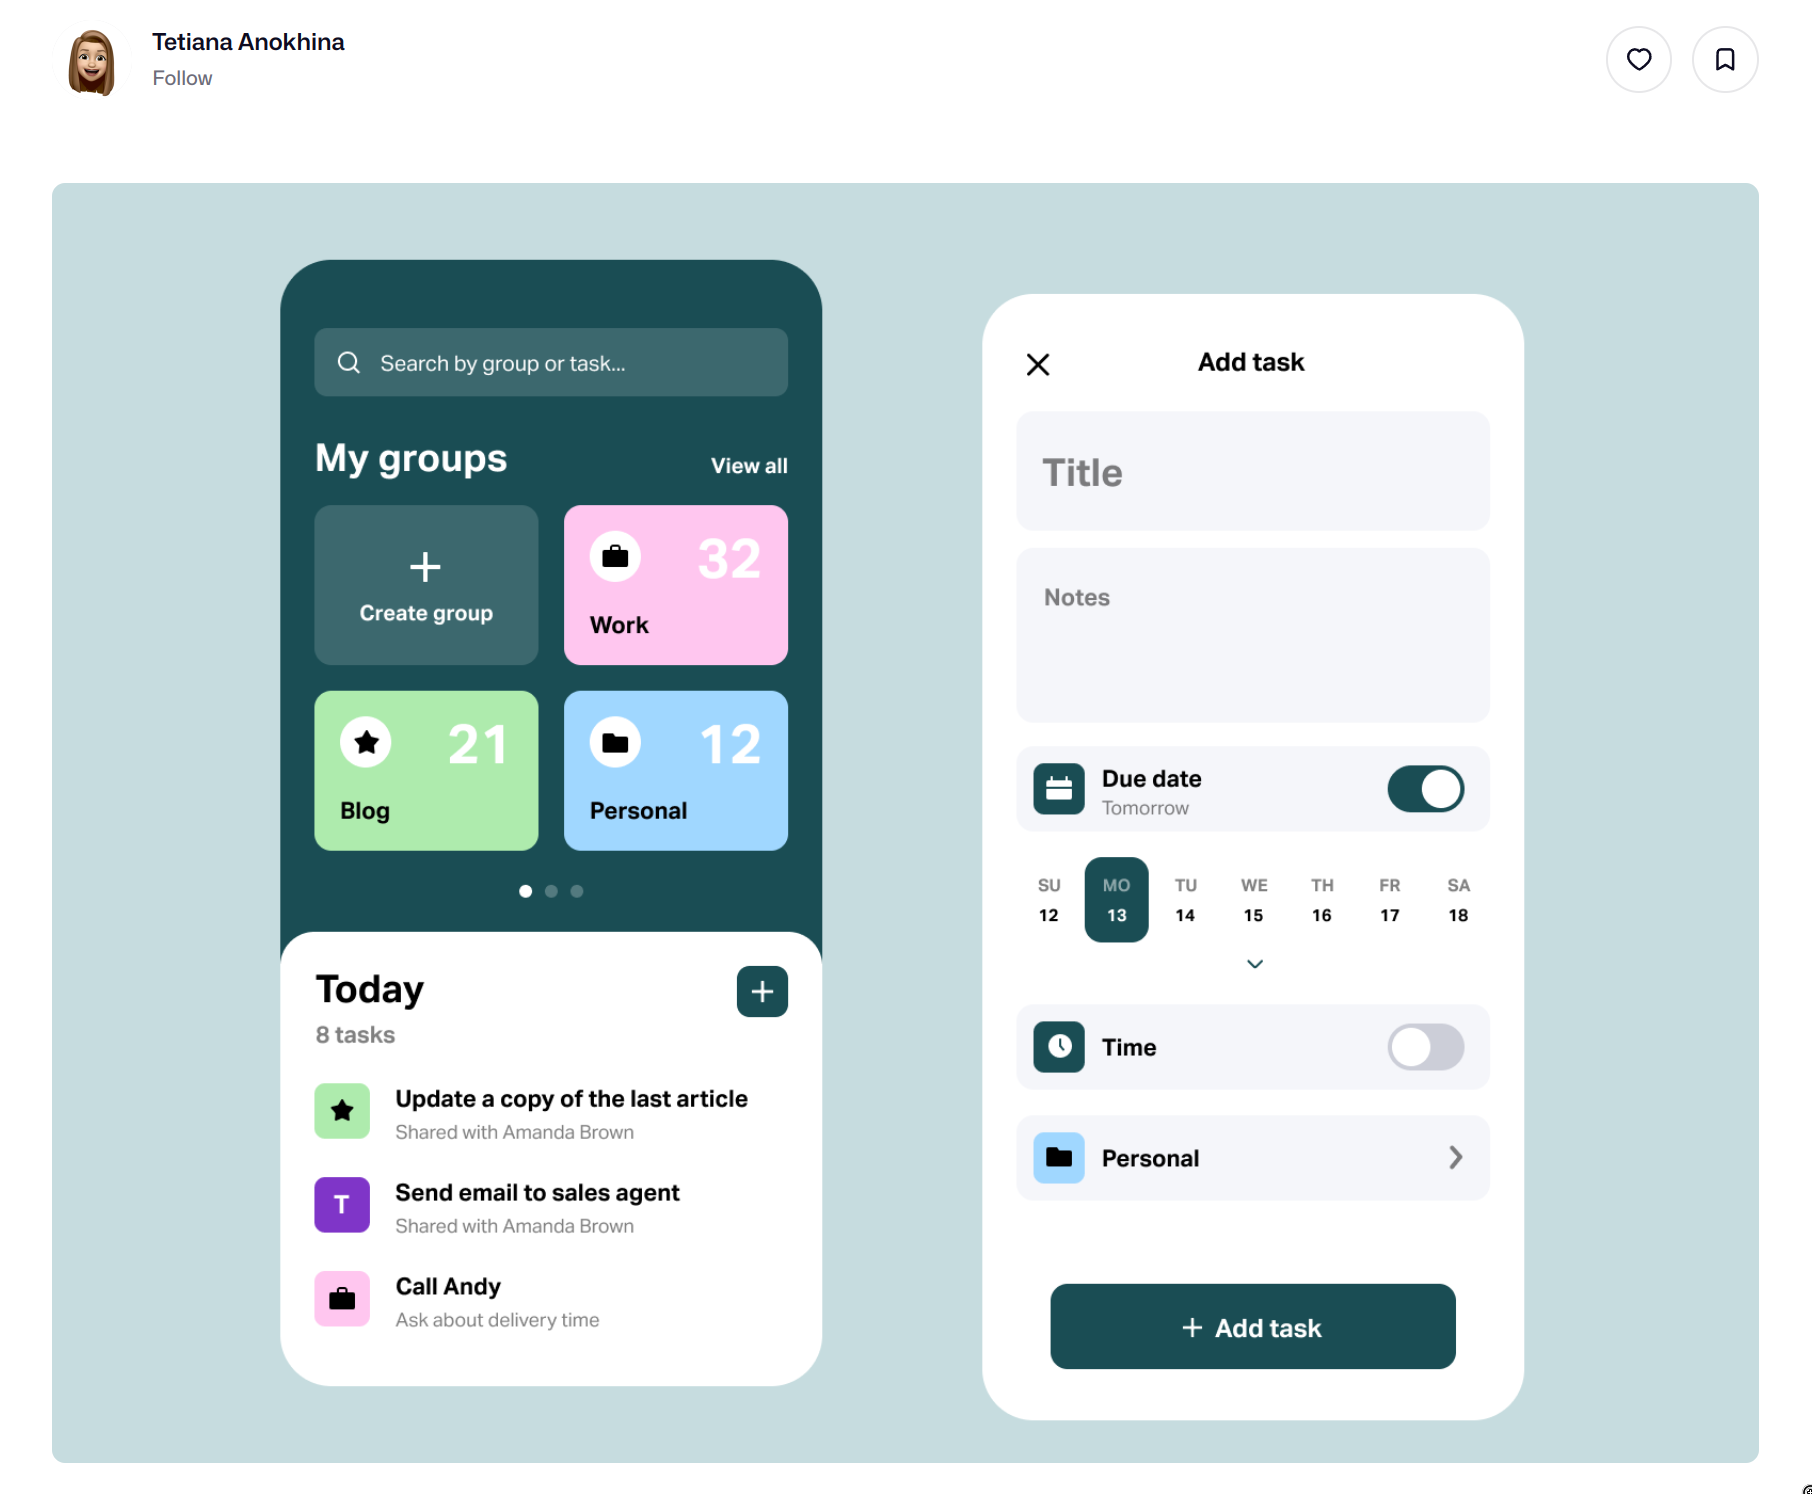 Tetiana Anokhina
Follow
Search by group or task...
My groups
View all
Create group
32
Work
21
Blog
12
Personal
Today
8 tasks
Update a copy of the last article
Shared with Amanda Brown
T
Send email to sales agent
Shared with Amanda Brown
Call Andy
Ask about delivery time
Add task
Title
Notes
Due date
Tomorrow
SU MO TU WE TH FR SA
12 13 14 15 16 17 18
Time
Personal
+ Add task